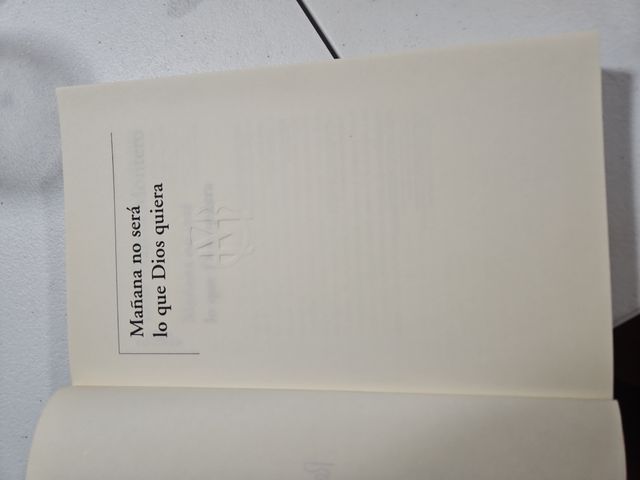 Mañana no será
lo que Dios quiera